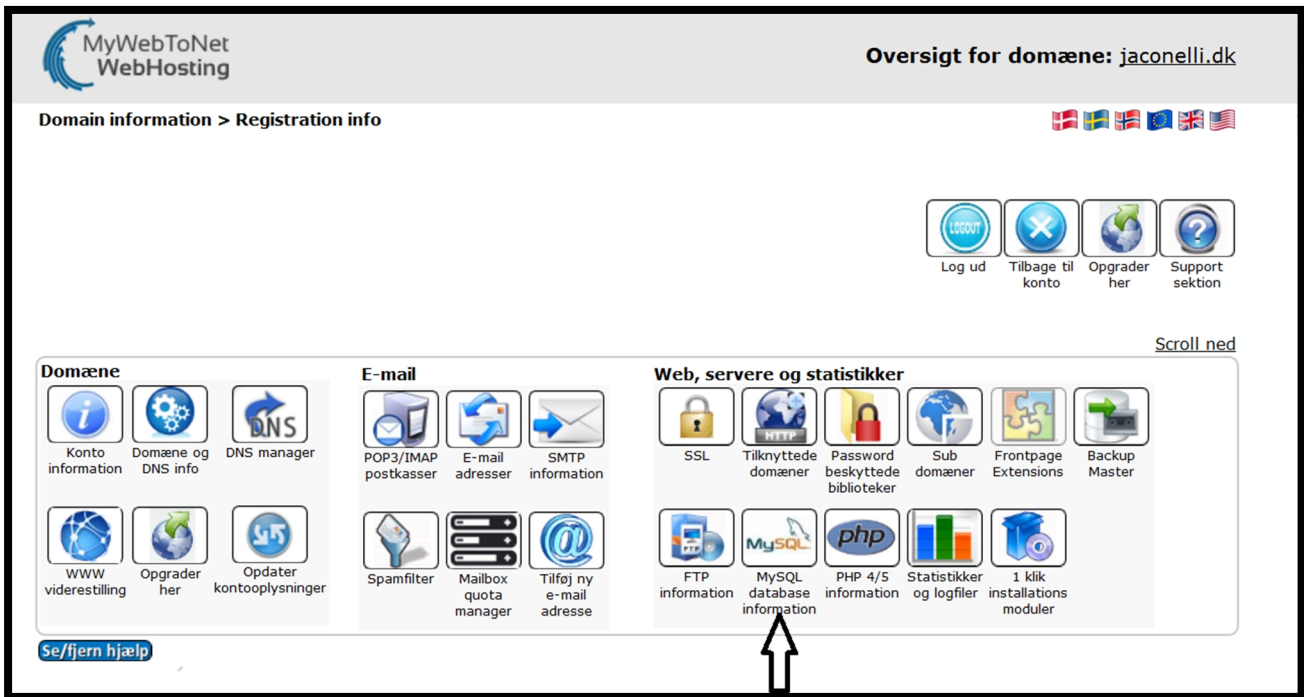 MyWebToNet
WebHosting
Oversigt for domæne: jaconelli.dk
Domain information > Registration info
LOGOUT
Log ud
Tilbage til
konto
Opgrader
her
Support
sektion
Scroll ned
Domæne
Konto
information
Domæne og
DNS info
DNS
DNS manager
WWW
viderestilling
Opgrader
her
Opdater
kontooplysninger
E-mail
POP3/IMAP
postkasser
E-mail
adresser
SMTP
information
Spamfilter
Mailbox
quota
manager
Tilføj ny
e-mail
adresse
Web, servere og statistikker
SSL
HTTP
Tilknyttede
domæner
Password
beskyttede
biblioteker
Sub
domæner
Frontpage
Extensions
Backup
Master
FTP
FTP
information
MySQL
MySQL
database
information
php
PHP 4/5
information
Statistikker
og logfiler
1 klik
installations
moduler
Se/fjern hjælp